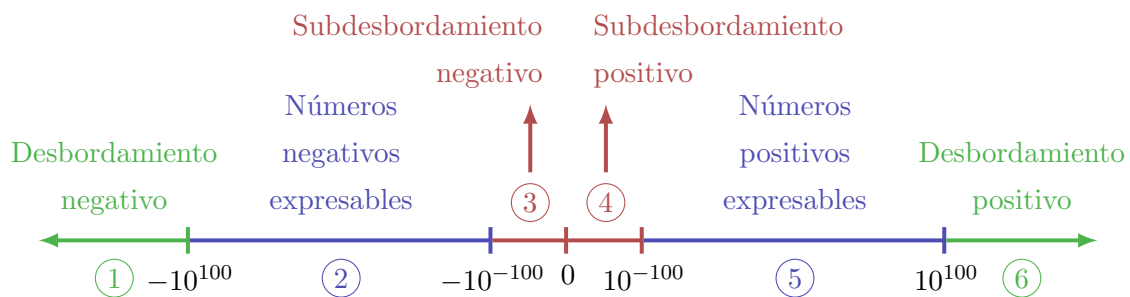 Subdesbordamiento
negativo
Subdesbordamiento
positivo
Números
negativos
expresables
Números
positivos
expresables
Desbordamiento
negativo
Desbordamiento
positivo
3 4
1 −10^100 2 −10^−100 0 10^−100 5 10^100 6